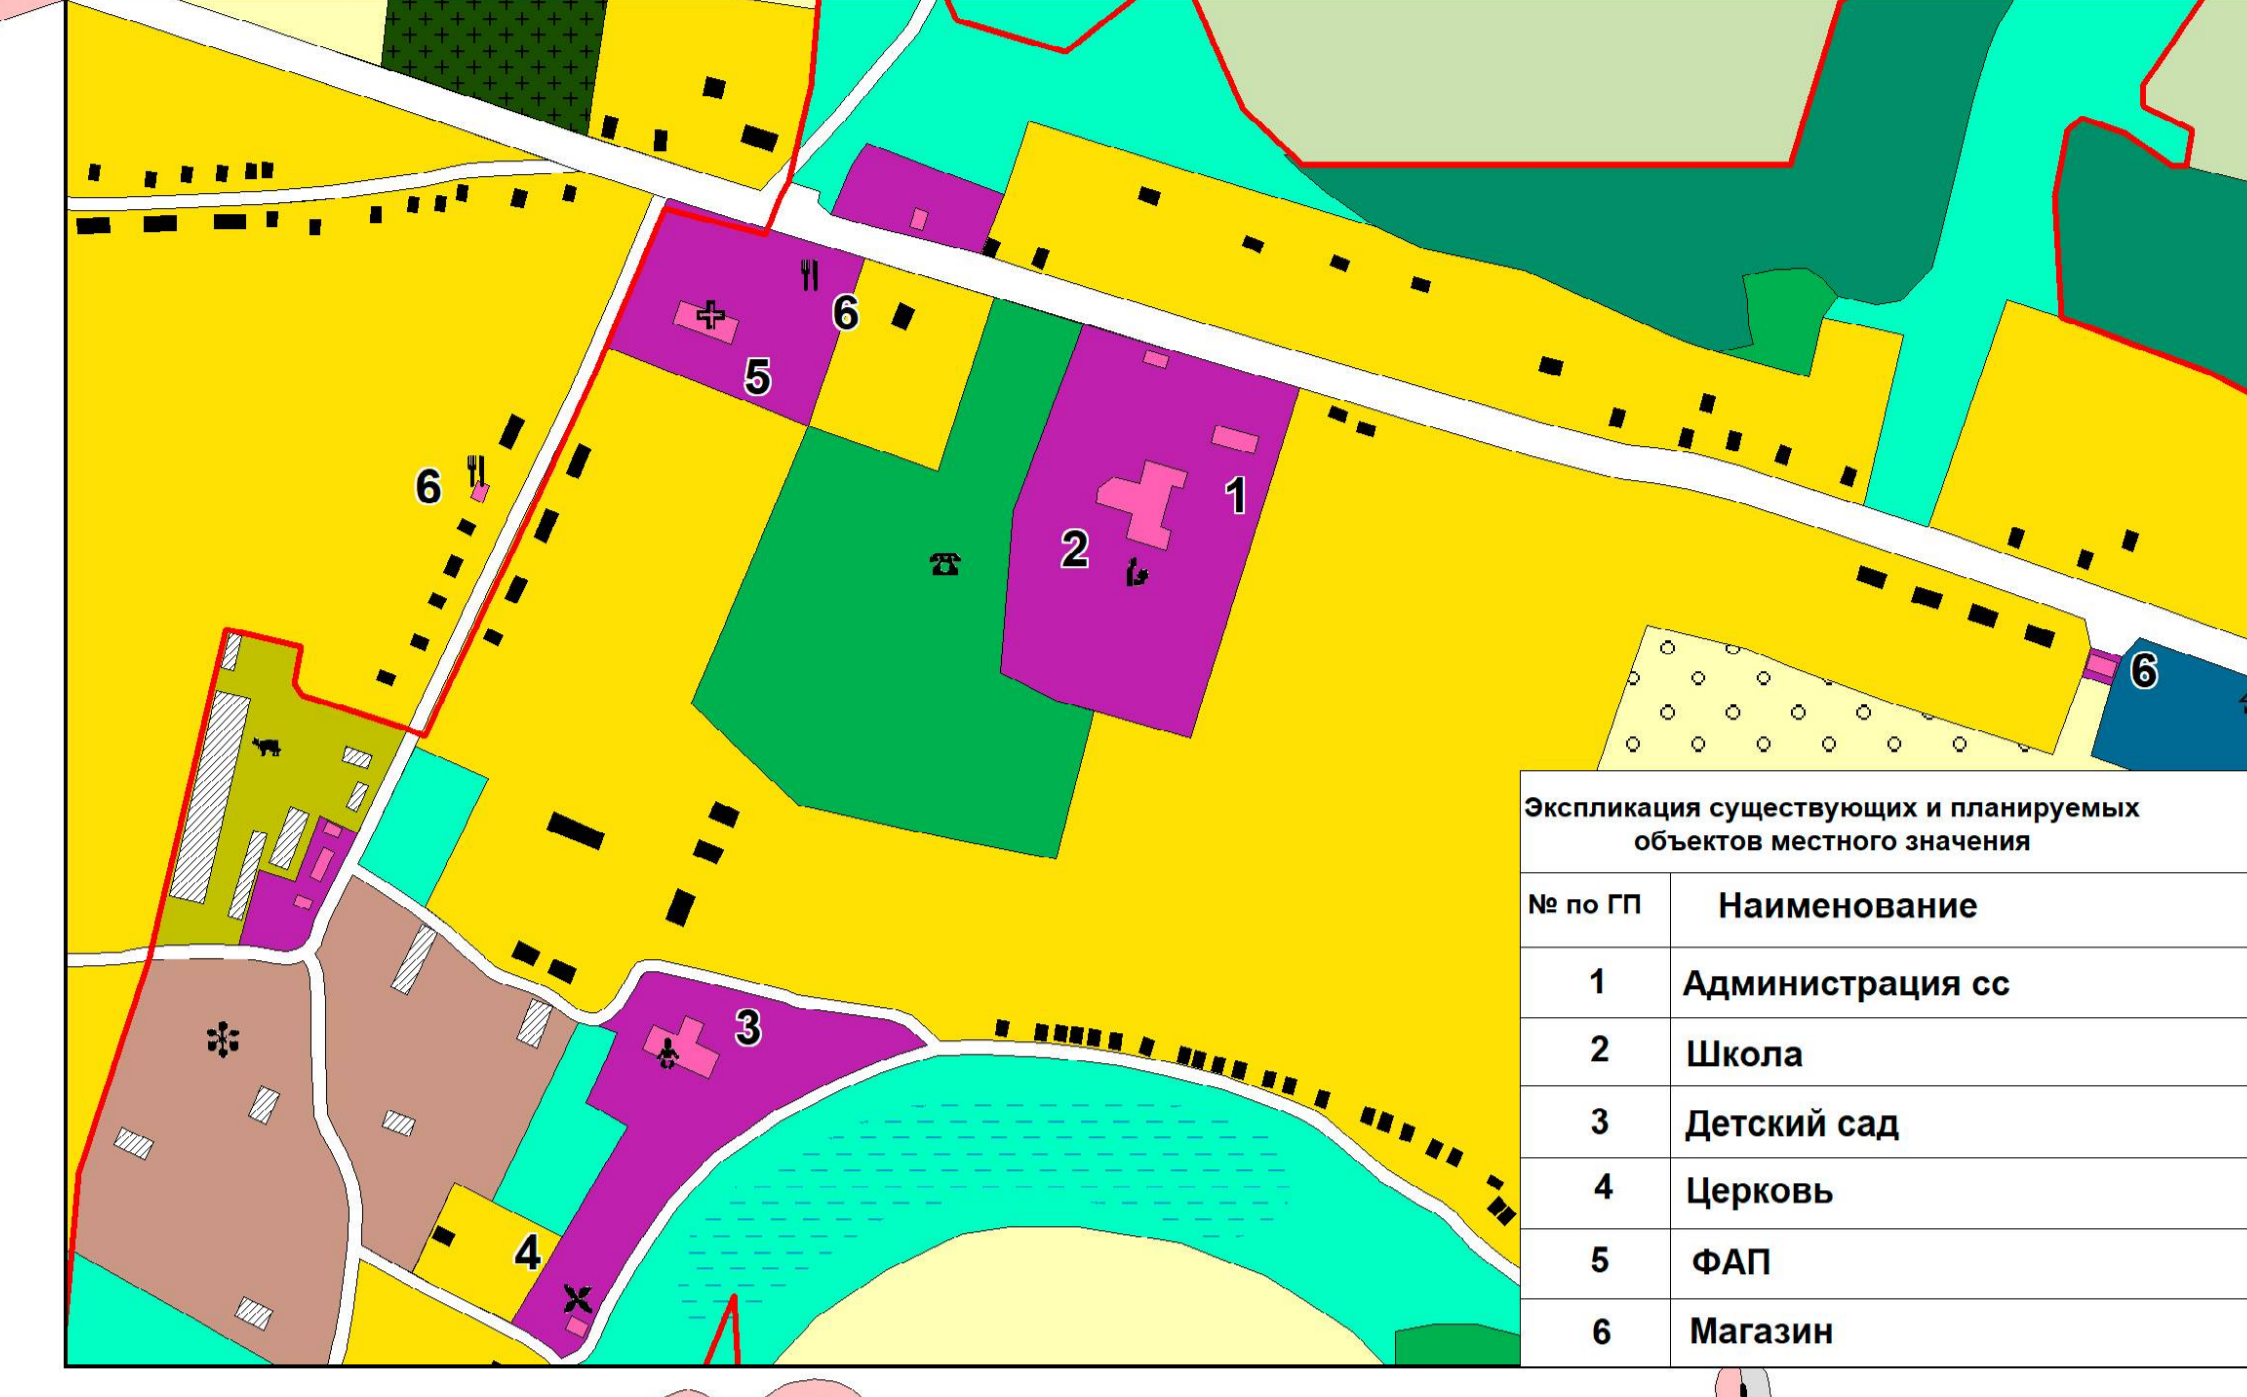 6
5
1
6
2
6
3
4
Экспликация существующих и планируемых
объектов местного значения
№ по ГП Наименование
1 Администрация сс
2 Школа
3 Детский сад
4 Церковь
5 ФАП
6 Магазин